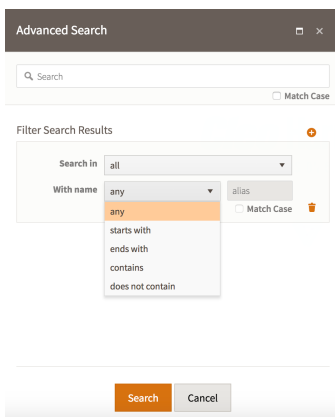 Advanced Search
Search
Match Case
Filter Search Results
Search in all
With name any alias
any Match Case
starts with
ends with
contains
does not contain
Search Cancel